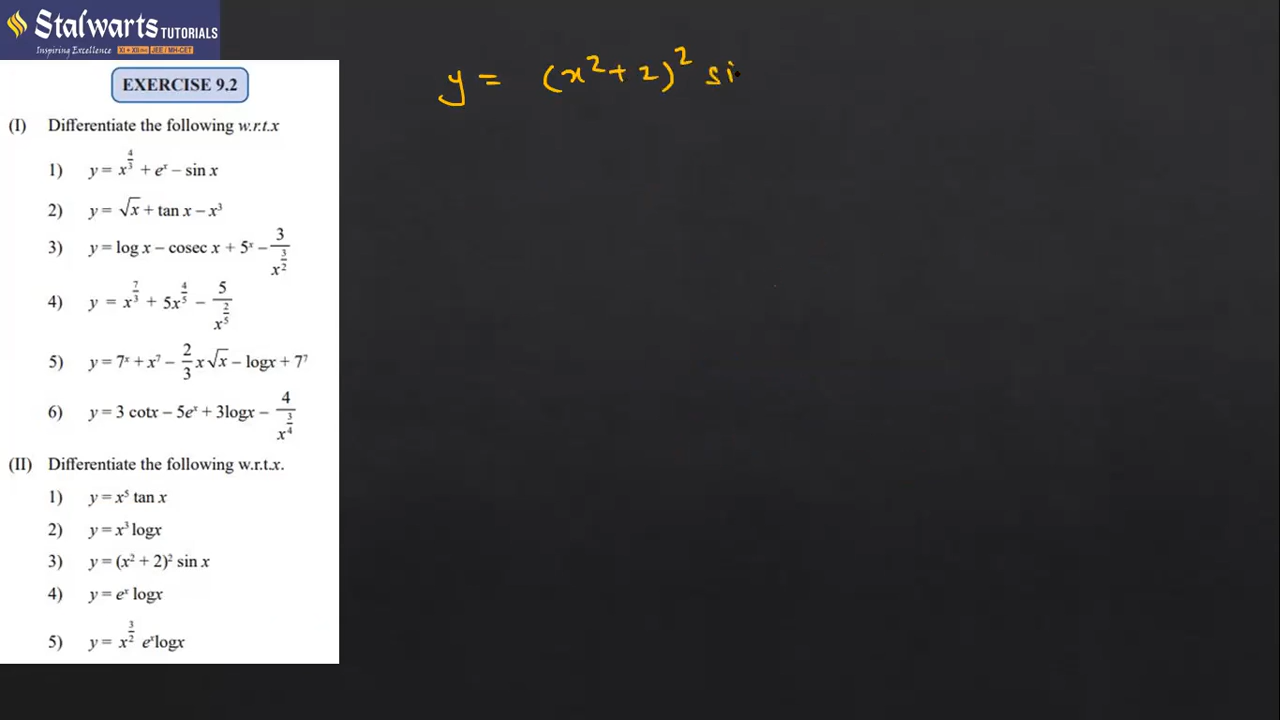 Stalwarts TUTORIALS
Inspiring Excellence XI • XII (Sci) JEE / MH-CET
EXERCISE 9.2
(I) Differentiate the following w.r.t.x
1) y = x^(4/3) + e^x − sin x
2) y = √x + tan x − x³
3) y = log x − cosec x + 5^x − 3/x^(3/2)
4) y = x^(7/3) + 5x^(4/5) − 5/x^(2/5)
5) y = 7^x + x^7 − 2/3 x√x − logx + 7^7
6) y = 3 cotx − 5e^x + 3logx − 4/x^(3/4)
(II) Differentiate the following w.r.t.x.
1) y = x⁵ tan x
2) y = x³ logx
3) y = (x² + 2)² sin x
4) y = e^x logx
5) y = x^(3/2) e^x logx
y = (x² + 2)² si